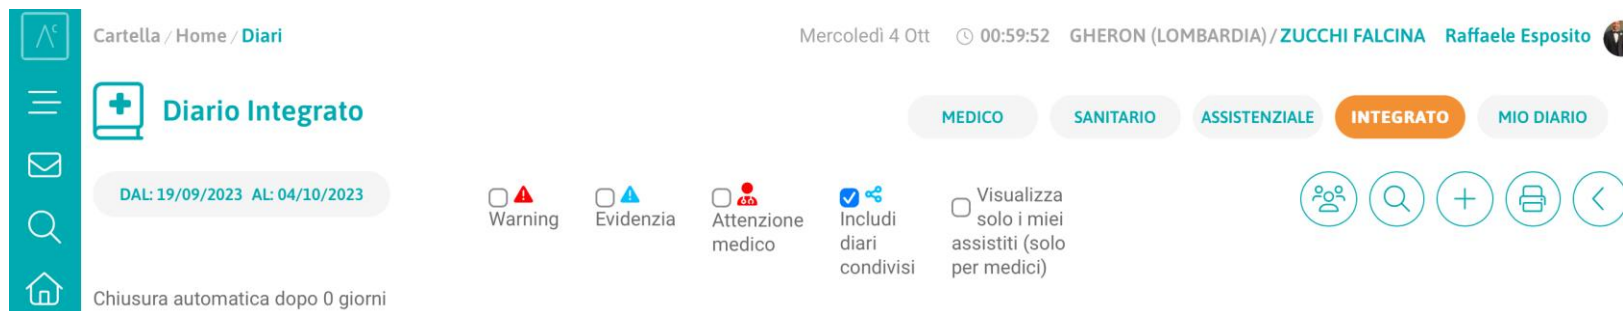 Λc
Cartella / Home / Diari
Mercoledì 4 Ott 00:59:52 GHERON (LOMBARDIA) / ZUCCHI FALCINA Raffaele Esposito
Diario Integrato
MEDICO SANITARIO ASSISTENZIALE INTEGRATO MIO DIARIO
DAL: 19/09/2023 AL: 04/10/2023
Warning
Evidenzia
Attenzione
medico
Includi
diari
condivisi
Visualizza
solo i miei
assistiti (solo
per medici)
Chiusura automatica dopo 0 giorni